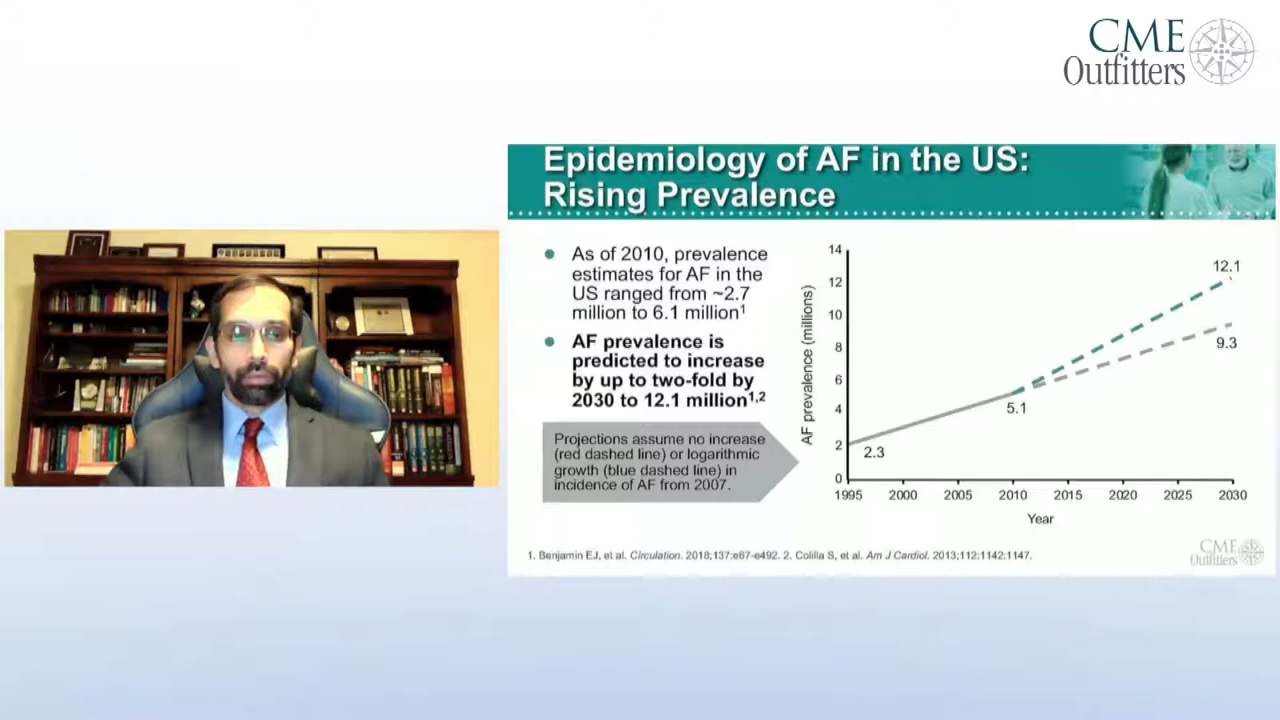 CME
Outfitters
Epidemiology of AF in the US:
Rising Prevalence
As of 2010, prevalence
estimates for AF in the
US ranged from ~2.7
million to 6.1 million1
AF prevalence is
predicted to increase
by up to two-fold by
2030 to 12.1 million1,2
Projections assume no increase
(red dashed line) or logarithmic
growth (blue dashed line) in
incidence of AF from 2007.
AF prevalence (millions)
14
12
10
8
6
4
2
0
12.1
9.3
5.1
2.3
1995 2000 2005 2010 2015 2020 2025 2030
Year
1. Benjamin EJ, et al. Circulation. 2018;137:e67-e492. 2. Colilla S, et al. Am J Cardiol. 2013;112:1142:1147.
CME
Outfitters